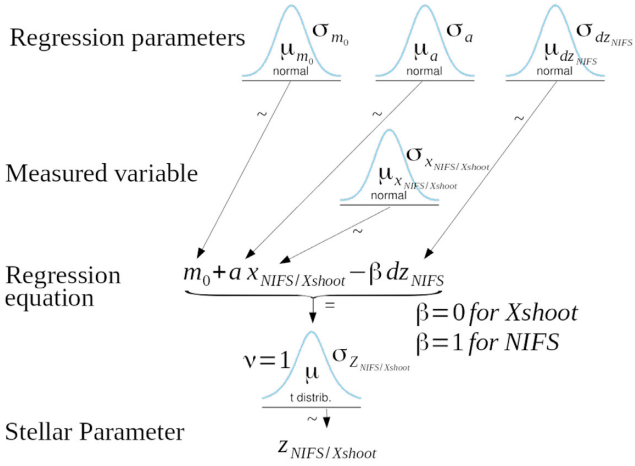 Regression parameters
μ_{m_0} σ_{m_0}
normal
μ_a σ_a
normal
μ_{dz_{NIFS}} σ_{dz_{NIFS}}
normal
~ ~ ~
Measured variable
μ_{x_{NIFS/Xshoot}} σ_{x_{NIFS/Xshoot}}
normal
~
Regression
equation
m_0+a x_{NIFS/Xshoot}−β dz_{NIFS}
=
β=0 for Xshoot
β=1 for NIFS
ν=1 μ σ_{Z_{NIFS/Xshoot}}
t distrib.
~
Stellar Parameter
z_{NIFS/Xshoot}